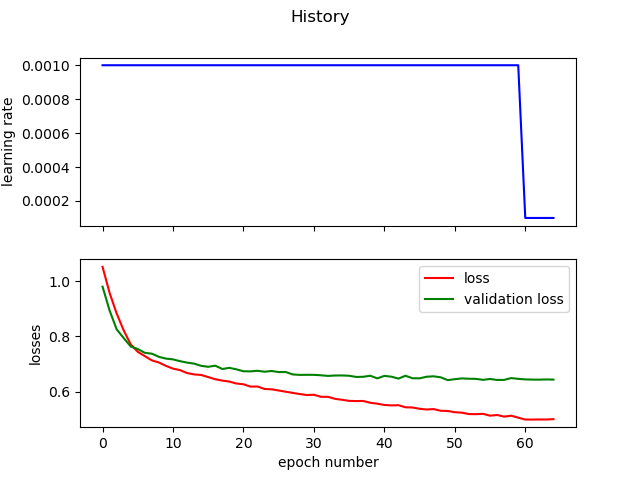 History
0.0010
0.0008
0.0006
0.0004
0.0002
learning rate
loss
validation loss
1.0
0.8
0.6
losses
0 10 20 30 40 50 60
epoch number